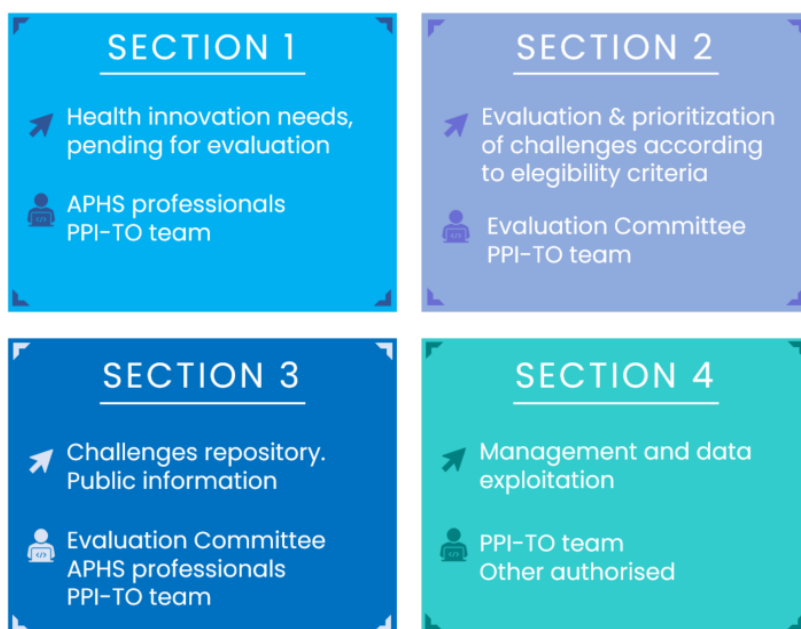 SECTION 1
Health innovation needs,
pending for evaluation
APHS professionals
PPI-TO team
SECTION 2
Evaluation & prioritization
of challenges according
to elegibility criteria
Evaluation Committee
PPI-TO team
SECTION 3
Challenges repository.
Public information
Evaluation Committee
APHS professionals
PPI-TO team
SECTION 4
Management and data
exploitation
PPI-TO team
Other authorised